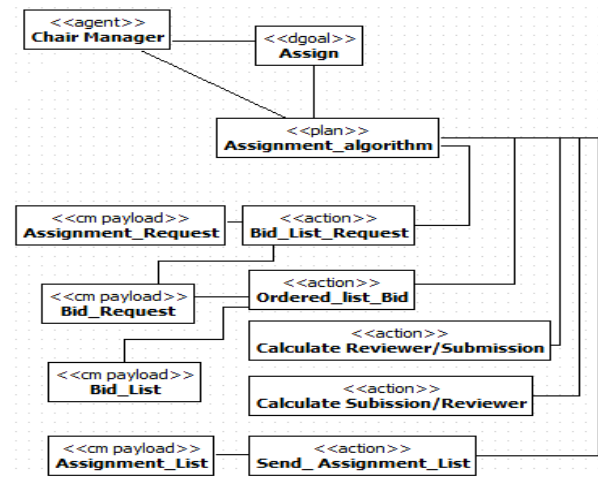 <<agent>>
Chair Manager
<<dgoal>>
Assign
<<plan>>
Assignment_algorithm
<<cm payload>>
Assignment_Request
<<action>>
Bid_List_Request
<<cm payload>>
Bid_Request
<<action>>
Ordered_list_Bid
<<action>>
Calculate Reviewer/Submission
<<cm payload>>
Bid_List
<<action>>
Calculate Subission/Reviewer
<<cm payload>>
Assignment_List
<<action>>
Send_ Assignment_List